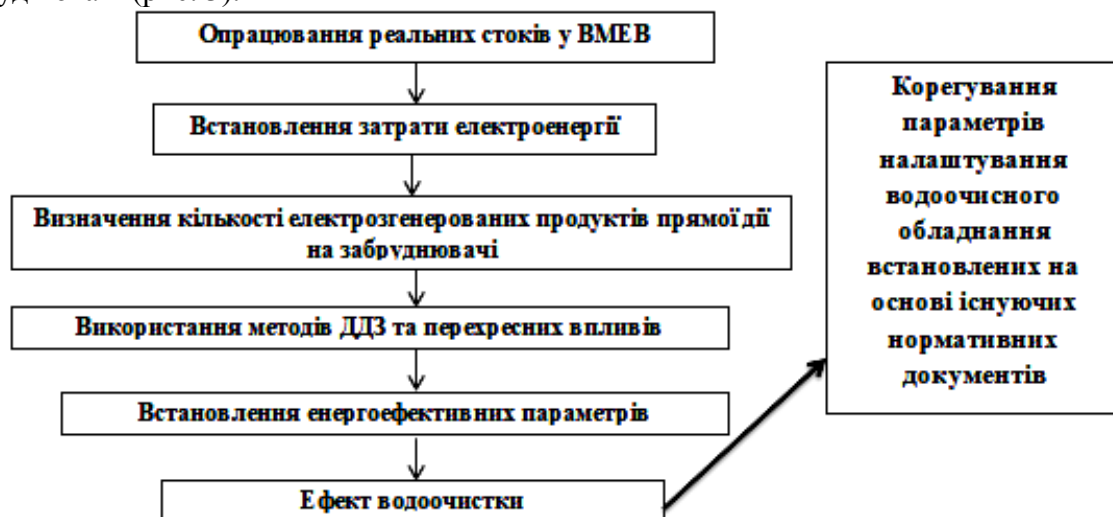 Опрацювання реальних стоків у ВМЕВ
Встановлення затрати електроенергії
Визначення кількості електрозгенерованих продуктів прямої дії
на забруднювачі
Використання методів ДДЗ та перехресних впливів
Встановлення енергоефективних параметрів
Ефект водоочистки
Корегування
параметрів
налаштування
водоочисного
обладнання
встановлених на
основі існуючих
нормативних
документів